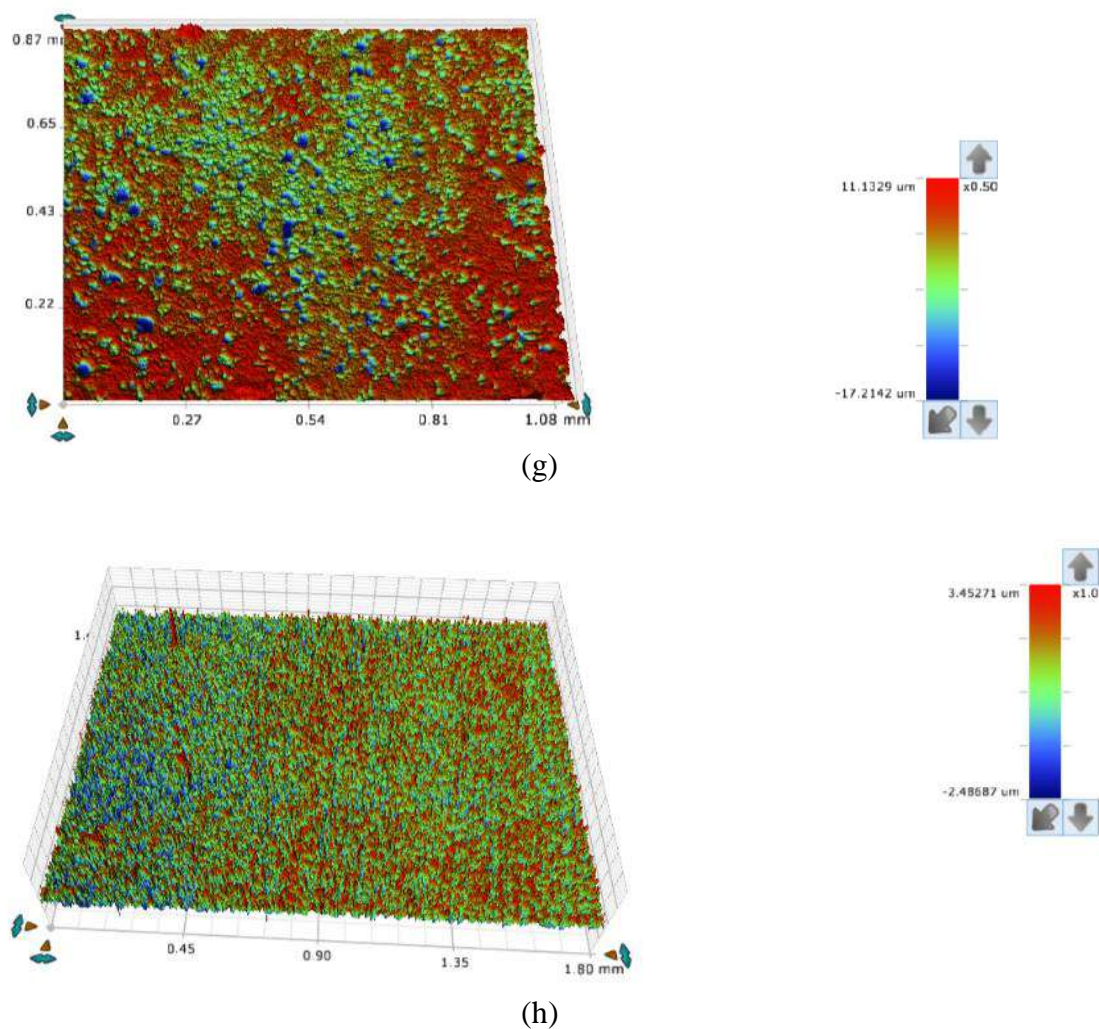 0.87 mm
0.65
0.43
0.22
0.27 0.54 0.81 1.08 mm
11.1329 um x0.50
-17.2142 um
(g)
0.45 0.90 1.35 1.80 mm
3.45271 um x1.0
-2.48687 um
(h)